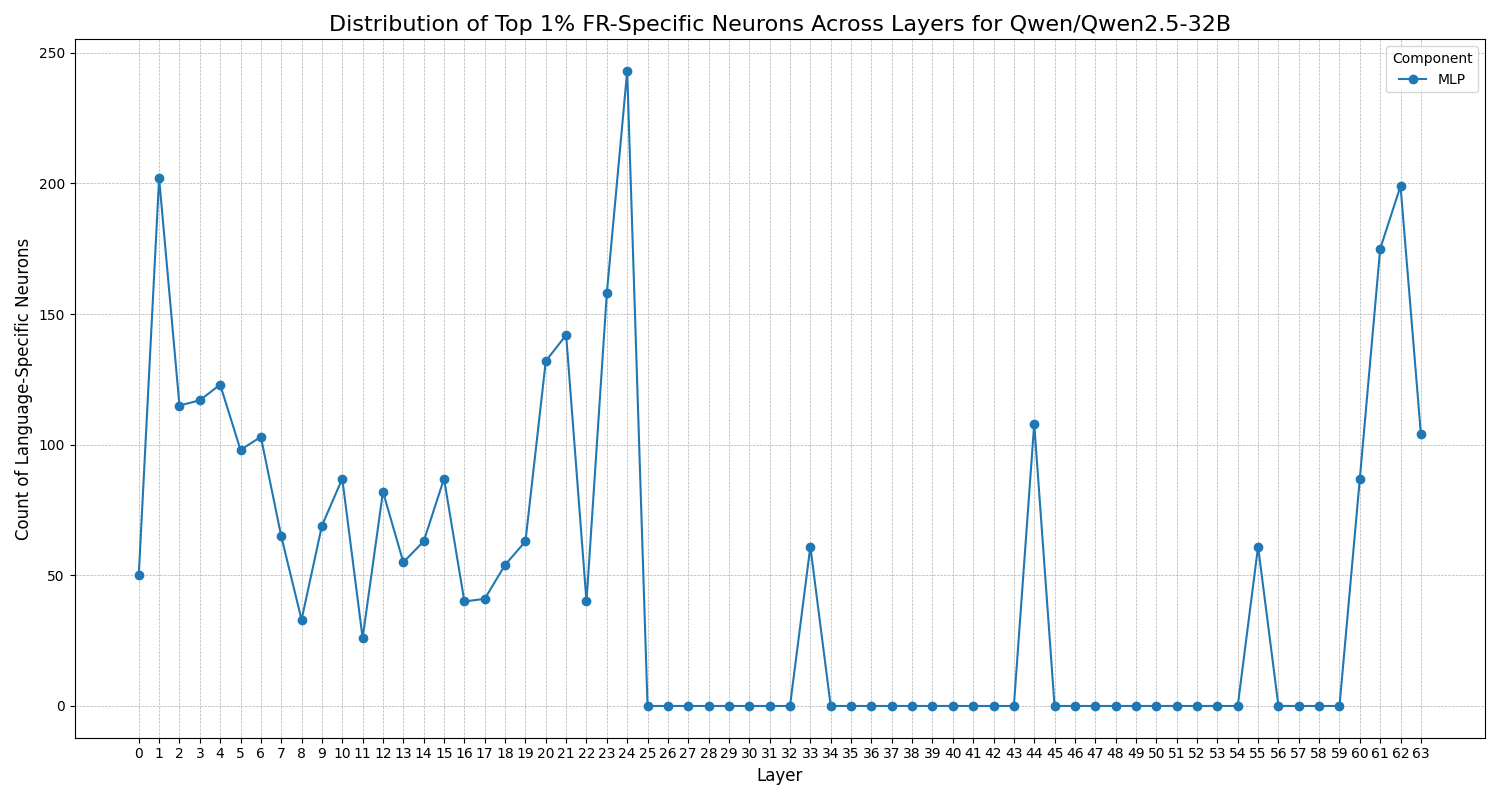 Distribution of Top 1% FR-Specific Neurons Across Layers for Qwen/Qwen2.5-32B
Component
MLP
Count of Language-Specific Neurons
250
200
150
100
50
0
0 1 2 3 4 5 6 7 8 9 10 11 12 13 14 15 16 17 18 19 20 21 22 23 24 25 26 27 28 29 30 31 32 33 34 35 36 37 38 39 40 41 42 43 44 45 46 47 48 49 50 51 52 53 54 55 56 57 58 59 60 61 62 63
Layer